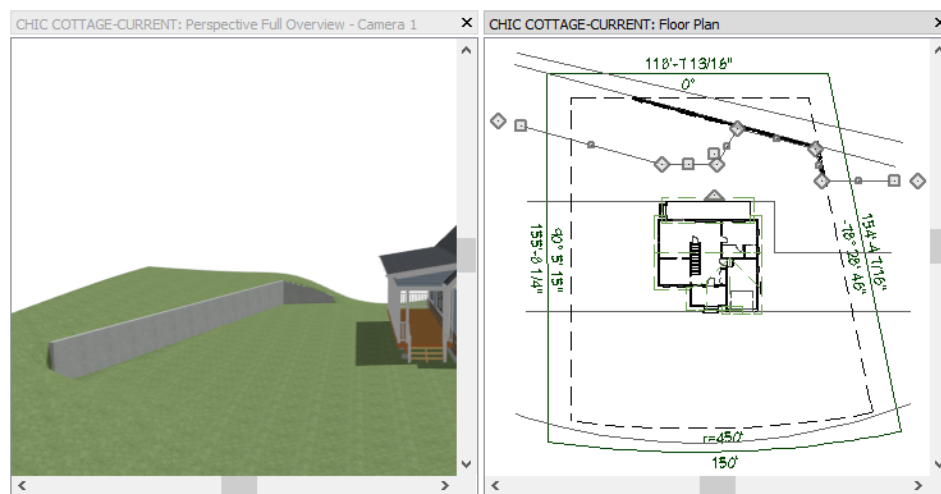 CHIC COTTAGE-CURRENT: Perspective Full Overview - Camera 1
CHIC COTTAGE-CURRENT: Floor Plan
118'-7 13/16"
0°
155'-8 1/4"
90° 5' 15"
154'-4 7/16"
-78° 28' 46"
r=450'
150'